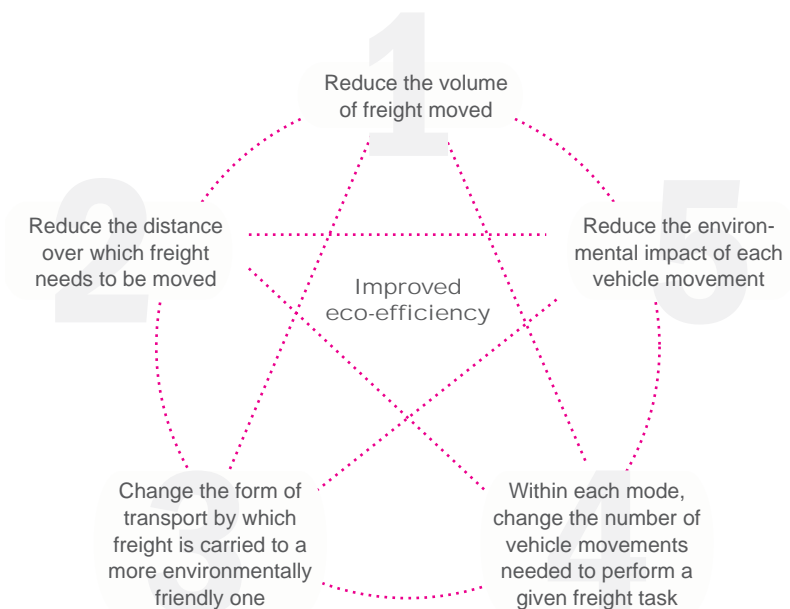 1
Reduce the volume
of freight moved
2
Reduce the distance
over which freight
needs to be moved
5
Reduce the environ-
mental impact of each
vehicle movement
Improved
eco-efficiency
3
Change the form of
transport by which
freight is carried to a
more environmentally
friendly one
4
Within each mode,
change the number of
vehicle movements
needed to perform a
given freight task